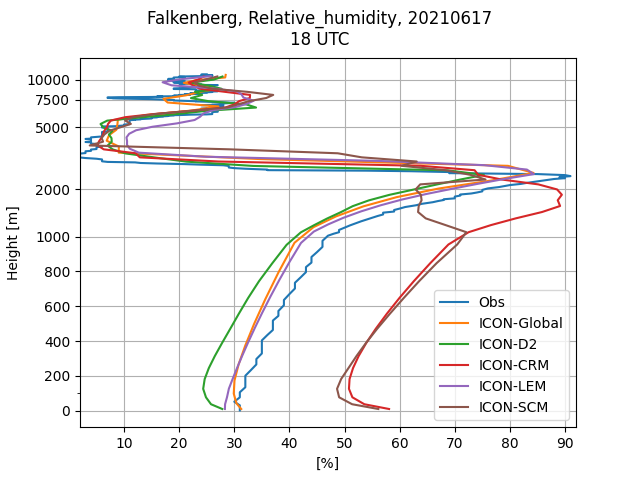 Falkenberg, Relative_humidity, 20210617
18 UTC
10000
7500
5000
2000
1000
800
600
400
200
0
Height [m]
Obs
ICON-Global
ICON-D2
ICON-CRM
ICON-LEM
ICON-SCM
10 20 30 40 50 60 70 80 90
[%]